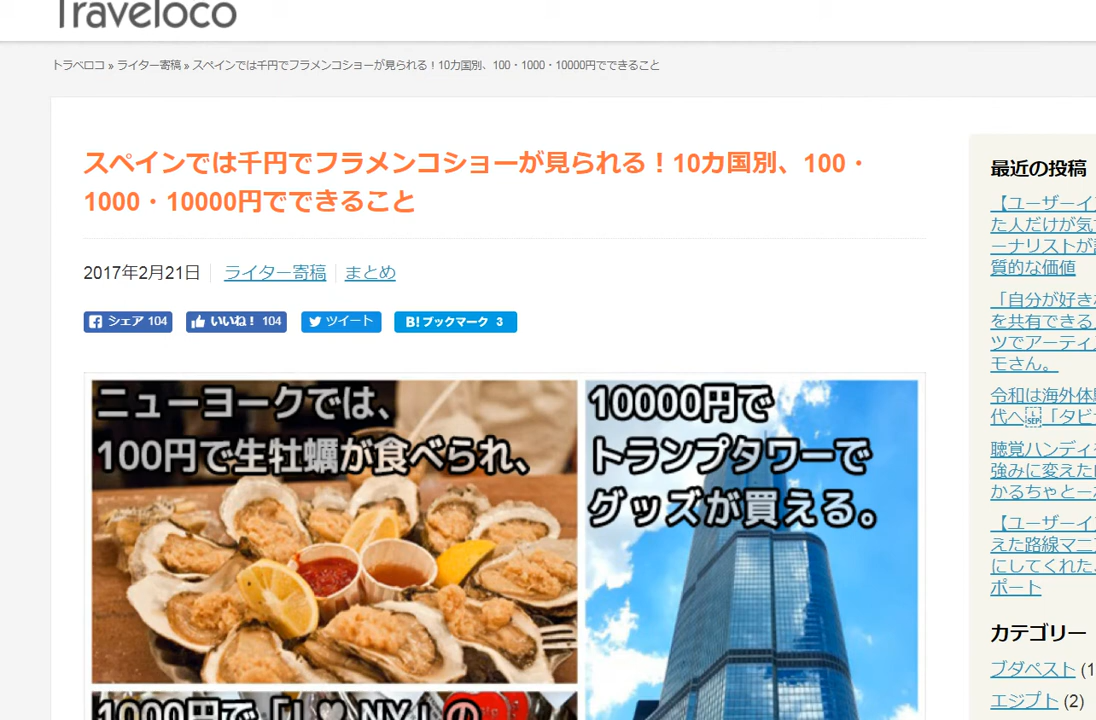 Traveloco
トラベロコ » ライター寄稿 » スペインでは千円でフラメンコショーが見られる！10カ国別、100・1000・10000円でできること
スペインでは千円でフラメンコショーが見られる！10カ国別、100・
1000・10000円でできること
2017年2月21日
ライター寄稿
まとめ
シェア 104
いいね！ 104
ツイート
B!ブックマーク 3
ニューヨークでは、
100円で生牡蠣が食べられ、
10000円で
トランプタワーで
グッズが買える。
1000円で「I ♥ NY」の
最近の投稿
【ユーザーイン
た人だけが気
ーナリストが
質的な価値
「自分が好き
を共有できる
ツでアーティ
モさん。
令和は海外体
代へ「タビ
聴覚ハンディ
強みに変えた
かるちゃとー
【ユーザーイン
えた路線マニ
にしてくれた
ポート
カテゴリー
ブダペスト (1
エジプト (2)